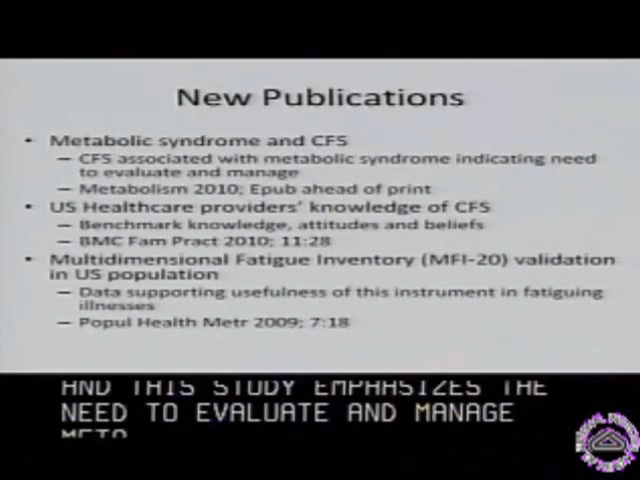 New Publications
• Metabolic syndrome and CFS
– CFS associated with metabolic syndrome indicating need
to evaluate and manage
– Metabolism 2010; Epub ahead of print
• US Healthcare providers' knowledge of CFS
– Benchmark knowledge, attitudes and beliefs
– BMC Fam Pract 2010; 11:28
• Multidimensional Fatigue Inventory (MFI-20) validation
in US population
– Data supporting usefulness of this instrument in fatiguing
illnesses
– Popul Health Metr 2009; 7:18
AND THIS STUDY EMPHASIZES THE
NEED TO EVALUATE AND MANAGE